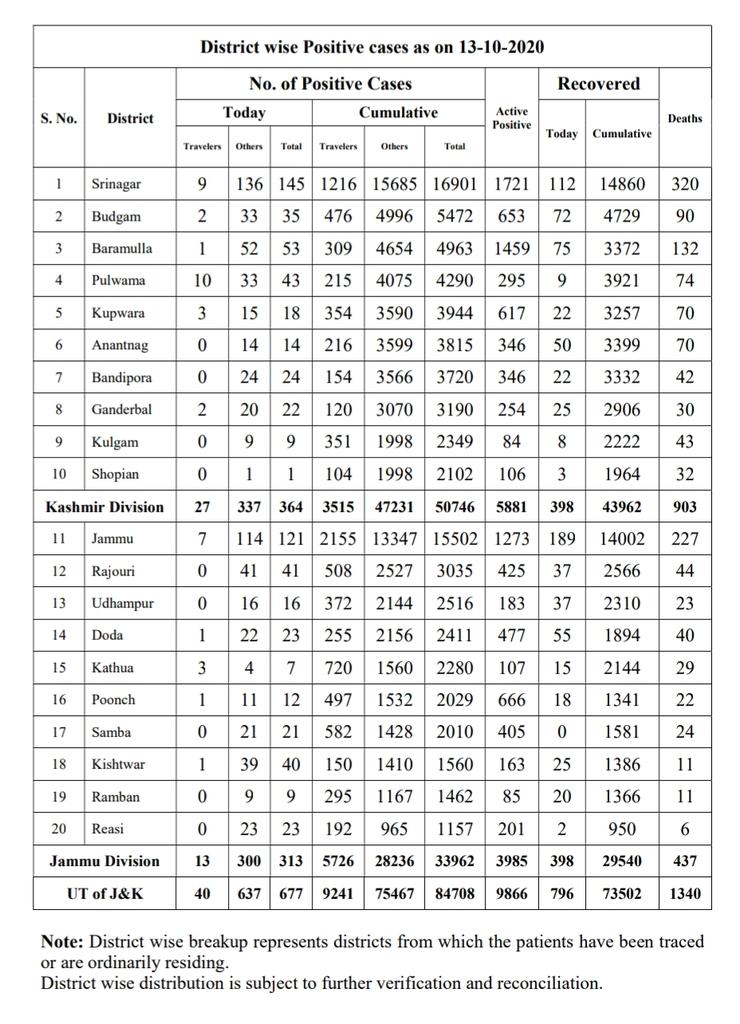 District wise Positive cases as on 13-10-2020
S. No. District No. of Positive Cases Active Positive Recovered Deaths
Today Cumulative Today Cumulative
Travelers Others Total Travelers Others Total
1 Srinagar 9 136 145 1216 15685 16901 1721 112 14860 320
2 Budgam 2 33 35 476 4996 5472 653 72 4729 90
3 Baramulla 1 52 53 309 4654 4963 1459 75 3372 132
4 Pulwama 10 33 43 215 4075 4290 295 9 3921 74
5 Kupwara 3 15 18 354 3590 3944 617 22 3257 70
6 Anantnag 0 14 14 216 3599 3815 346 50 3399 70
7 Bandipora 0 24 24 154 3566 3720 346 22 3332 42
8 Ganderbal 2 20 22 120 3070 3190 254 25 2906 30
9 Kulgam 0 9 9 351 1998 2349 84 8 2222 43
10 Shopian 0 1 1 104 1998 2102 106 3 1964 32
Kashmir Division 27 337 364 3515 47231 50746 5881 398 43962 903
11 Jammu 7 114 121 2155 13347 15502 1273 189 14002 227
12 Rajouri 0 41 41 508 2527 3035 425 37 2566 44
13 Udhampur 0 16 16 372 2144 2516 183 37 2310 23
14 Doda 1 22 23 255 2156 2411 477 55 1894 40
15 Kathua 3 4 7 720 1560 2280 107 15 2144 29
16 Poonch 1 11 12 497 1532 2029 666 18 1341 22
17 Samba 0 21 21 582 1428 2010 405 0 1581 24
18 Kishtwar 1 39 40 150 1410 1560 163 25 1386 11
19 Ramban 0 9 9 295 1167 1462 85 20 1366 11
20 Reasi 0 23 23 192 965 1157 201 2 950 6
Jammu Division 13 300 313 5726 28236 33962 3985 398 29540 437
UT of J&K 40 637 677 9241 75467 84708 9866 796 73502 1340
Note: District wise breakup represents districts from which the patients have been traced
or are ordinarily residing.
District wise distribution is subject to further verification and reconciliation.